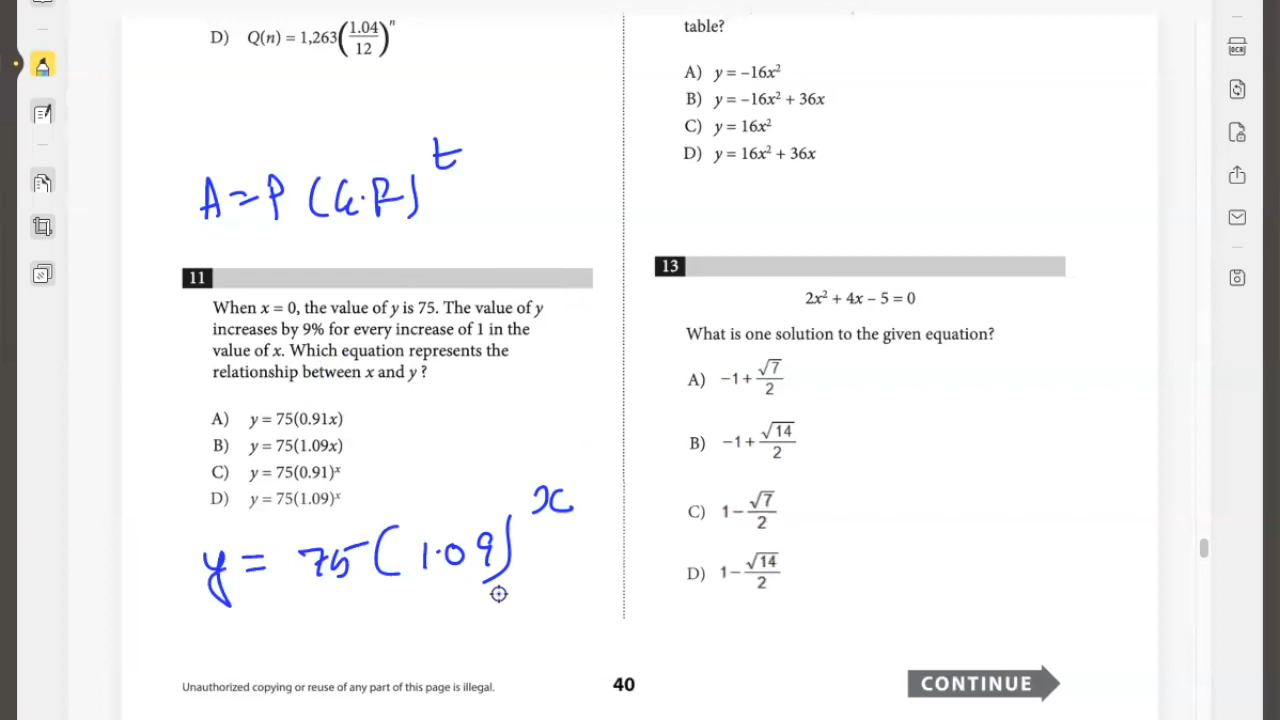 D) Q(n) = 1,263(1.04/12)ⁿ
A = P (G.R)ᵗ
11
When x = 0, the value of y is 75. The value of y
increases by 9% for every increase of 1 in the
value of x. Which equation represents the
relationship between x and y ?
A) y = 75(0.91x)
B) y = 75(1.09x)
C) y = 75(0.91)ˣ
D) y = 75(1.09)ˣ
y = 75(1.09)ˣ
table?
A) y = –16x²
B) y = –16x² + 36x
C) y = 16x²
D) y = 16x² + 36x
13
2x² + 4x – 5 = 0
What is one solution to the given equation?
A) −1 + √7/2
B) −1 + √14/2
C) 1 − √7/2
D) 1 − √14/2
Unauthorized copying or reuse of any part of this page is illegal.
40
CONTINUE
OCR